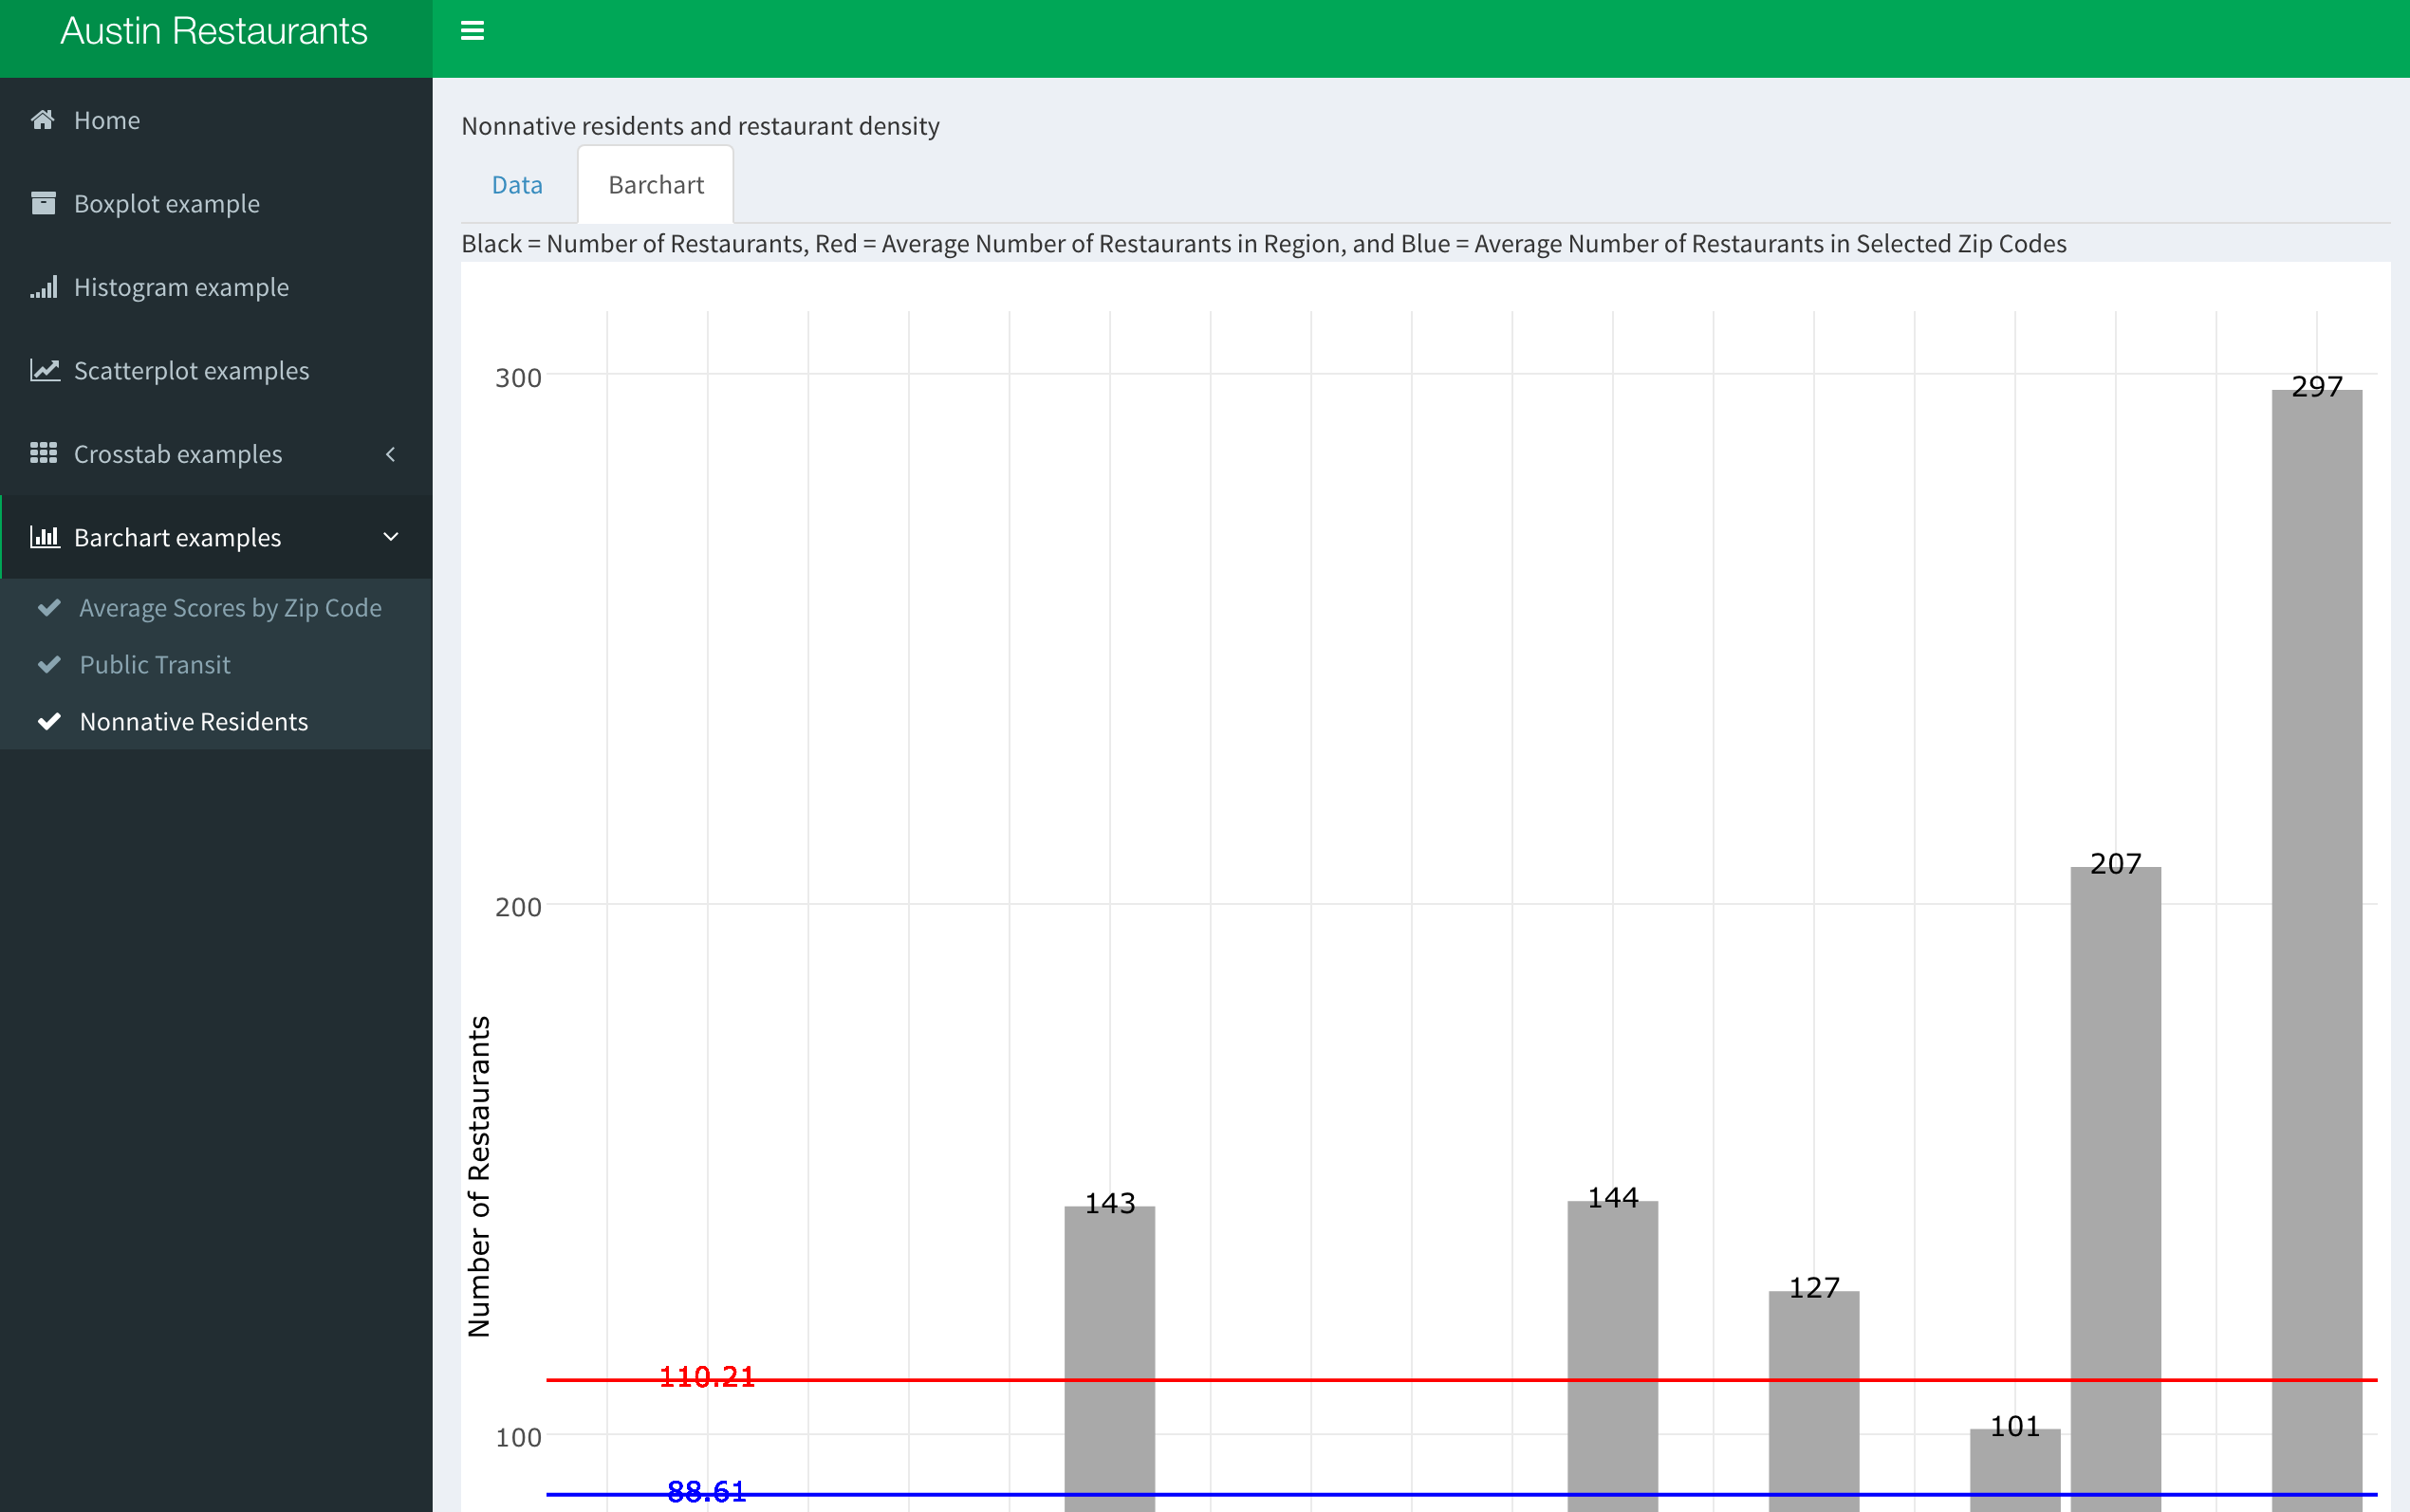 Austin Restaurants
Home
Boxplot example
Histogram example
Scatterplot examples
Crosstab examples
Barchart examples
Average Scores by Zip Code
Public Transit
Nonnative Residents
Nonnative residents and restaurant density
Data
Barchart
Black = Number of Restaurants, Red = Average Number of Restaurants in Region, and Blue = Average Number of Restaurants in Selected Zip Codes
300
297
207
200
Number of Restaurants
143
144
127
110.21
101
100
88.61